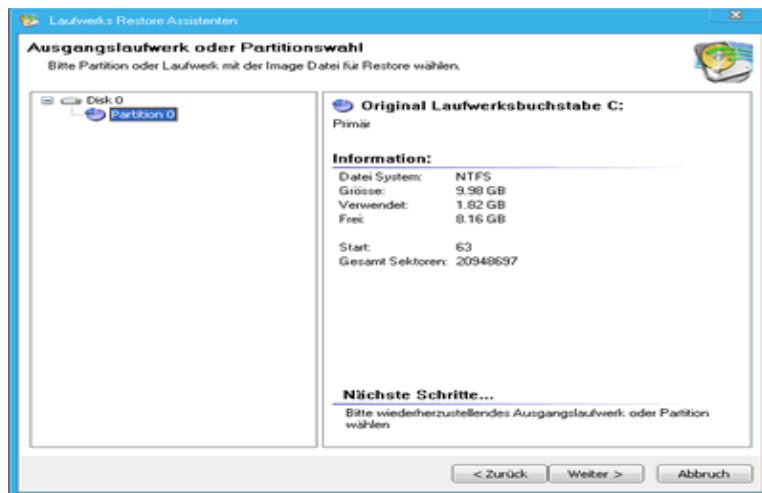 Laufwerks Restore Assistenten
Ausgangslaufwerk oder Partitionswahl
Bitte Partition oder Laufwerk mit der Image Datei für Restore wählen.
Disk 0
Partition 0
Original Laufwerksbuchstabe C:
Primär
Information:
Datei System: NTFS
Grösse: 9.98 GB
Verwendet: 1.82 GB
Frei: 8.16 GB
Start: 63
Gesamt Sektoren: 20948697
Nächste Schritte...
Bitte wiederherzustellendes Ausgangslaufwerk oder Partition
wählen
< Zurück
Weiter >
Abbruch